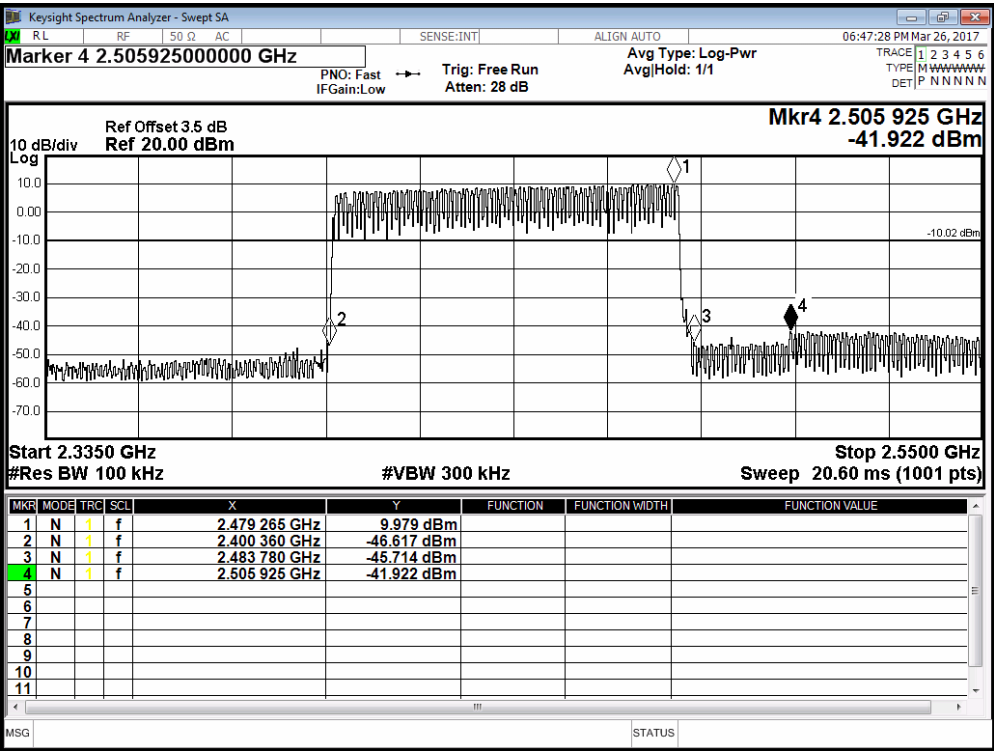 Keysight Spectrum Analyzer - Swept SA
LXI RL RF 50 Ω AC SENSE:INT ALIGN AUTO 06:47:28 PM Mar 26, 2017
Marker 4 2.505925000000 GHz
PNO: Fast
IFGain:Low
Trig: Free Run
Atten: 28 dB
Avg Type: Log-Pwr
Avg|Hold: 1/1
TRACE 1 2 3 4 5 6
TYPE M WWWWW
DET P N N N N N
Ref Offset 3.5 dB
10 dB/div Ref 20.00 dBm
Log
Mkr4 2.505 925 GHz
-41.922 dBm
10.0
0.00
-10.0
-20.0
-30.0
-40.0
-50.0
-60.0
-70.0
1
-10.02 dBm
2
3
4
Start 2.3350 GHz Stop 2.5500 GHz
#Res BW 100 kHz #VBW 300 kHz Sweep 20.60 ms (1001 pts)
MKR MODE TRC SCL X Y FUNCTION FUNCTION WIDTH FUNCTION VALUE
1 N 1 f 2.479 265 GHz 9.979 dBm
2 N 1 f 2.400 360 GHz -46.617 dBm
3 N 1 f 2.483 780 GHz -45.714 dBm
4 N 1 f 2.505 925 GHz -41.922 dBm
5
6
7
8
9
10
11
MSG STATUS